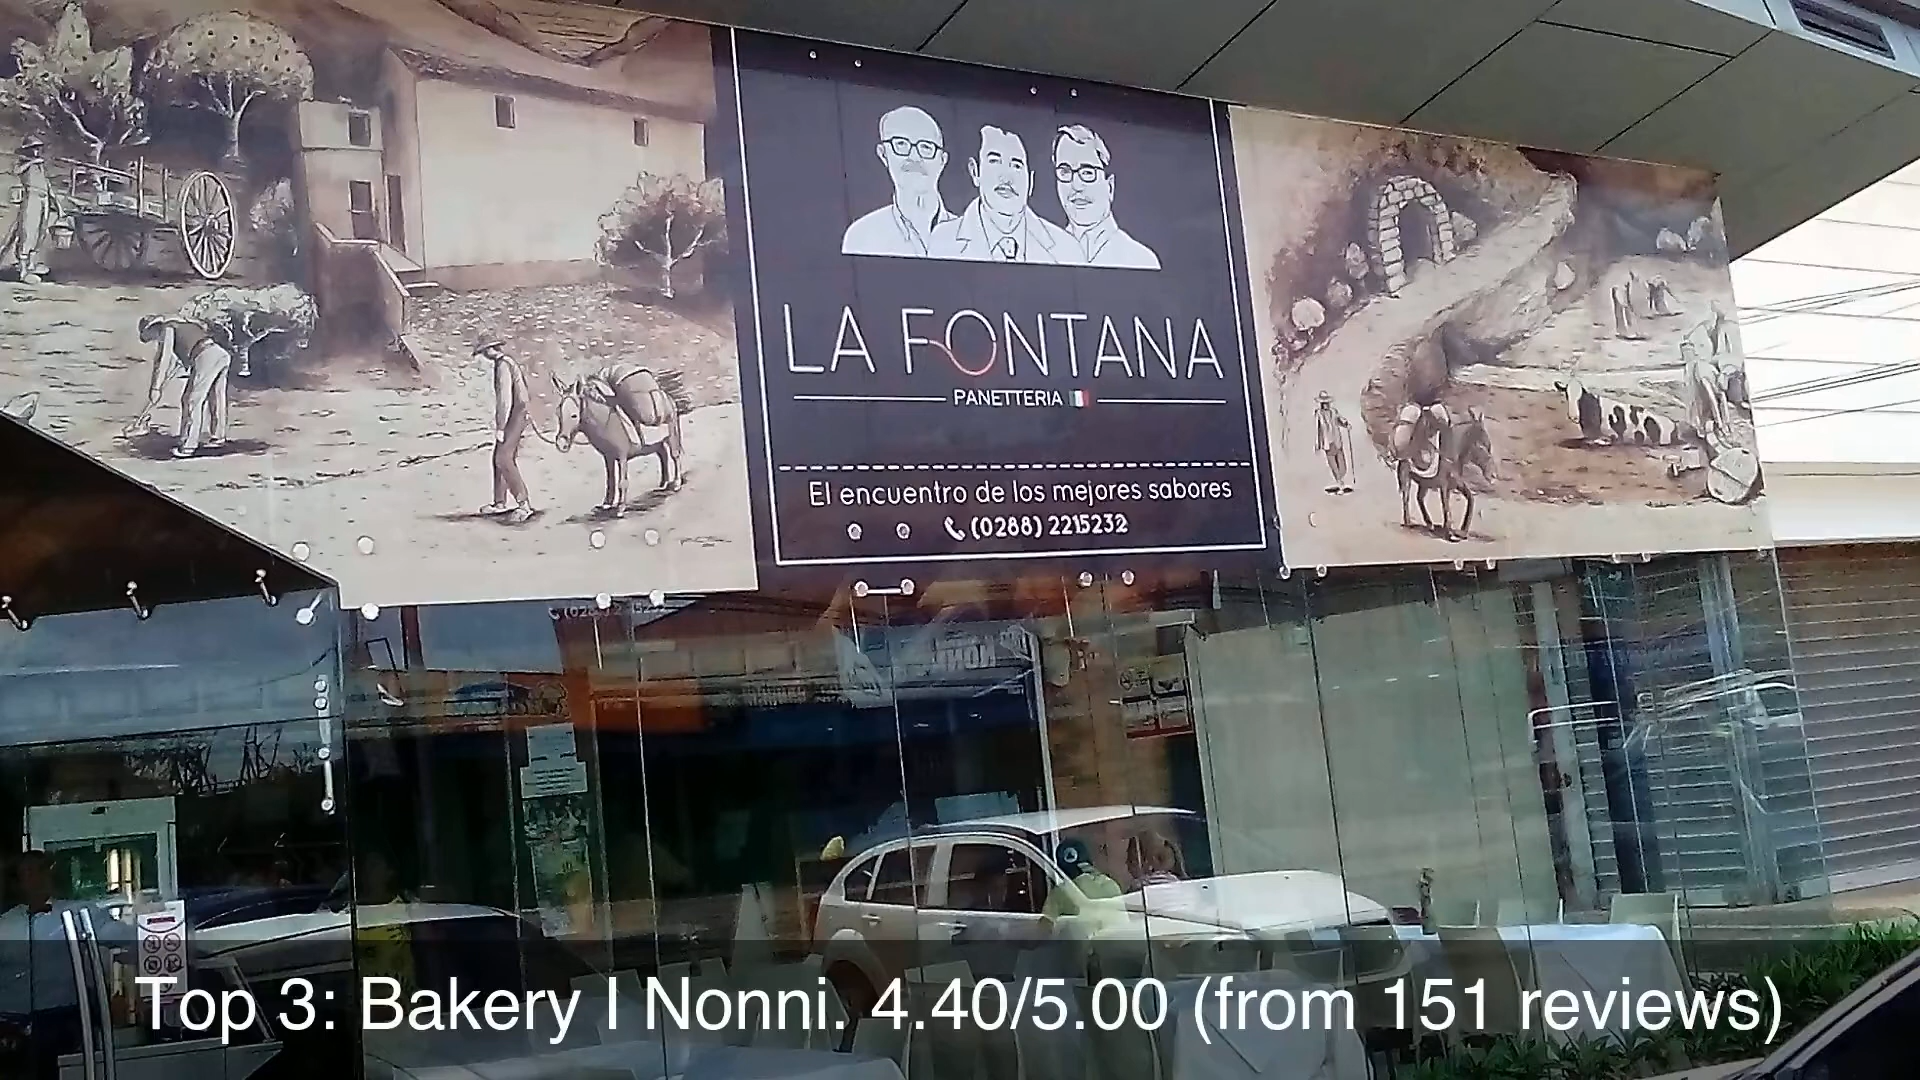 LA FONTANA
PANETTERIA
El encuentro de los mejores sabores
(0288) 2215232
Top 3: Bakery I Nonni. 4.40/5.00 (from 151 reviews)